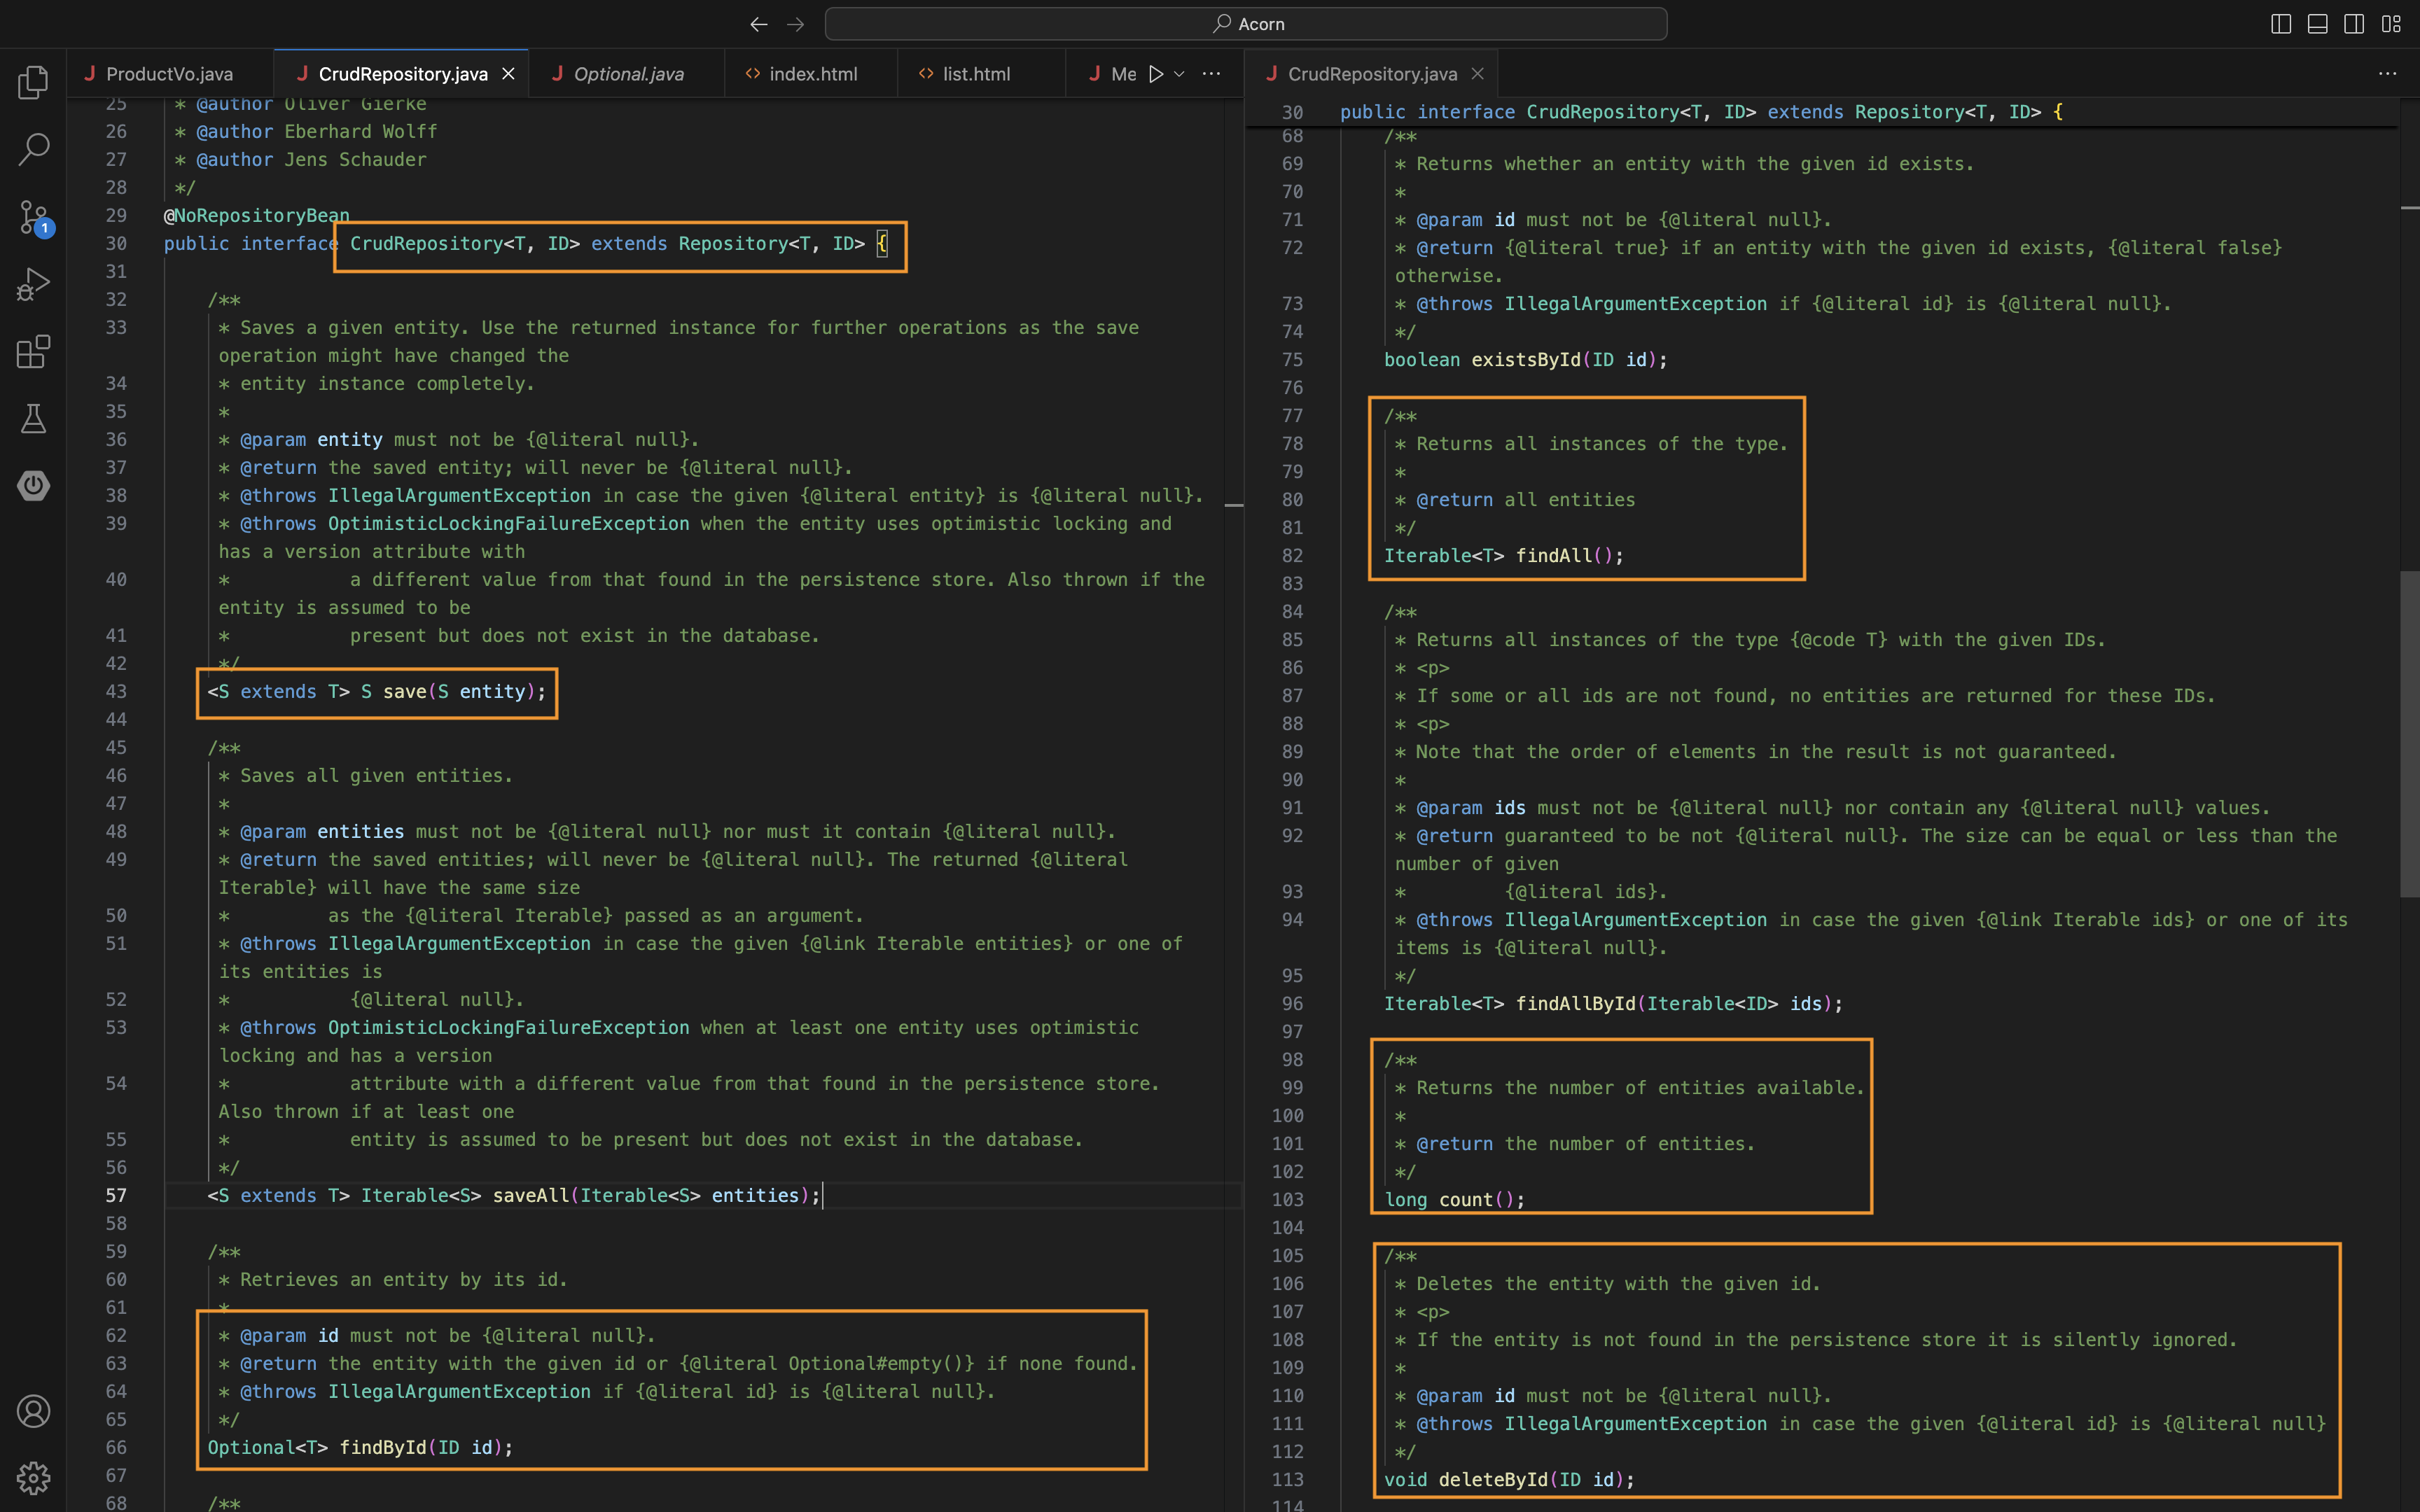 Acorn
ProductVo.java
CrudRepository.java
Optional.java
index.html
list.html
Me
25 * @author Oliver Gierke
26 * @author Eberhard Wolff
27 * @author Jens Schauder
28 */
29 @NoRepositoryBean
30 public interface CrudRepository<T, ID> extends Repository<T, ID> {
31
32 /**
33 * Saves a given entity. Use the returned instance for further operations as the save
operation might have changed the
34 * entity instance completely.
35 *
36 * @param entity must not be {@literal null}.
37 * @return the saved entity; will never be {@literal null}.
38 * @throws IllegalArgumentException in case the given {@literal entity} is {@literal null}.
39 * @throws OptimisticLockingFailureException when the entity uses optimistic locking and
has a version attribute with
40 * a different value from that found in the persistence store. Also thrown if the
entity is assumed to be
41 * present but does not exist in the database.
42 */
43 <S extends T> S save(S entity);
44
45 /**
46 * Saves all given entities.
47 *
48 * @param entities must not be {@literal null} nor must it contain {@literal null}.
49 * @return the saved entities; will never be {@literal null}. The returned {@literal
Iterable} will have the same size
50 * as the {@literal Iterable} passed as an argument.
51 * @throws IllegalArgumentException in case the given {@link Iterable entities} or one of
its entities is
52 * {@literal null}.
53 * @throws OptimisticLockingFailureException when at least one entity uses optimistic
locking and has a version
54 * attribute with a different value from that found in the persistence store.
Also thrown if at least one
55 * entity is assumed to be present but does not exist in the database.
56 */
57 <S extends T> Iterable<S> saveAll(Iterable<S> entities);
58
59 /**
60 * Retrieves an entity by its id.
61 *
62 * @param id must not be {@literal null}.
63 * @return the entity with the given id or {@literal Optional#empty()} if none found.
64 * @throws IllegalArgumentException if {@literal id} is {@literal null}.
65 */
66 Optional<T> findById(ID id);
67
68 /**
1
CrudRepository.java
30 public interface CrudRepository<T, ID> extends Repository<T, ID> {
68 /**
69 * Returns whether an entity with the given id exists.
70 *
71 * @param id must not be {@literal null}.
72 * @return {@literal true} if an entity with the given id exists, {@literal false}
otherwise.
73 * @throws IllegalArgumentException if {@literal id} is {@literal null}.
74 */
75 boolean existsById(ID id);
76
77 /**
78 * Returns all instances of the type.
79 *
80 * @return all entities
81 */
82 Iterable<T> findAll();
83
84 /**
85 * Returns all instances of the type {@code T} with the given IDs.
86 * <p>
87 * If some or all ids are not found, no entities are returned for these IDs.
88 * <p>
89 * Note that the order of elements in the result is not guaranteed.
90 *
91 * @param ids must not be {@literal null} nor contain any {@literal null} values.
92 * @return guaranteed to be not {@literal null}. The size can be equal or less than the
number of given
93 * {@literal ids}.
94 * @throws IllegalArgumentException in case the given {@link Iterable ids} or one of its
items is {@literal null}.
95 */
96 Iterable<T> findAllById(Iterable<ID> ids);
97
98 /**
99 * Returns the number of entities available.
100 *
101 * @return the number of entities.
102 */
103 long count();
104
105 /**
106 * Deletes the entity with the given id.
107 * <p>
108 * If the entity is not found in the persistence store it is silently ignored.
109 *
110 * @param id must not be {@literal null}.
111 * @throws IllegalArgumentException in case the given {@literal id} is {@literal null}
112 */
113 void deleteById(ID id);
114